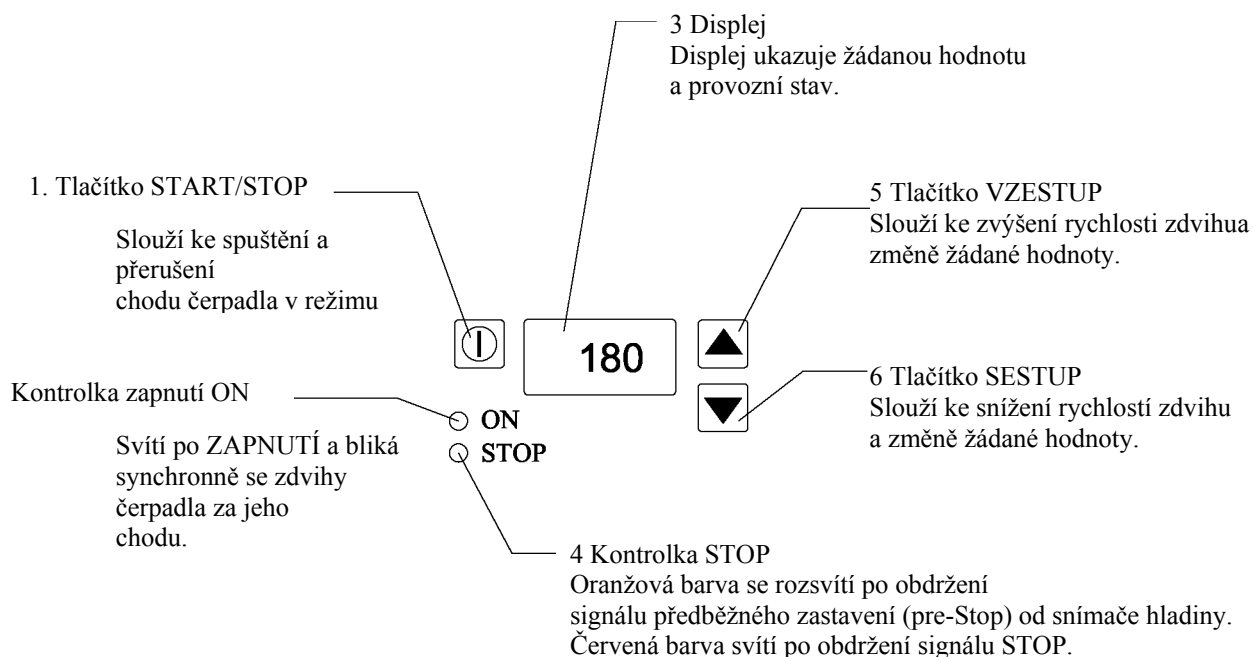 3 Displej
Displej ukazuje žádanou hodnotu
a provozní stav.
1. Tlačítko START/STOP
Slouží ke spuštění a
přerušení
chodu čerpadla v režimu
5 Tlačítko VZESTUP
Slouží ke zvýšení rychlosti zdvihua
změně žádané hodnoty.
180
Kontrolka zapnutí ON
Svítí po ZAPNUTÍ a bliká
synchronně se zdvihy
čerpadla za jeho
chodu.
ON
STOP
6 Tlačítko SESTUP
Slouží ke snížení rychlostí zdvihu
a změně žádané hodnoty.
4 Kontrolka STOP
Oranžová barva se rozsvítí po obdržení
signálu předběžného zastavení (pre-Stop) od snímače hladiny.
Červená barva svítí po obdržení signálu STOP.